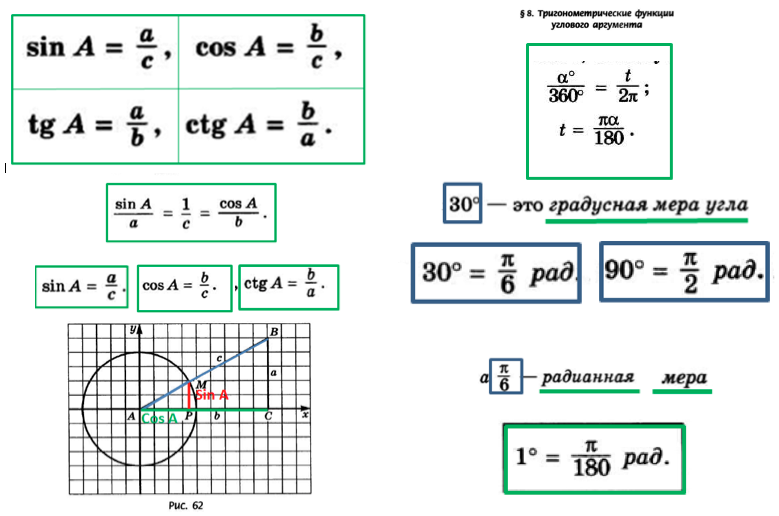 sin A = a/c, cos A = b/c,
tg A = a/b, ctg A = b/a.
sin A/a = 1/c = cos A/b.
sin A = a/c. cos A = b/c. , ctg A = b/a.
y
B
c
a
M
Sin A
A
P
b
C
x
Cos A
Рис. 62
§ 8. Тригонометрические функции
углового аргумента
α°/360° = t/2π;
t = πα/180.
30° — это градусная мера угла
30° = π/6 рад.
90° = π/2 рад.
а π/6 — радианная мера
1° = π/180 рад.